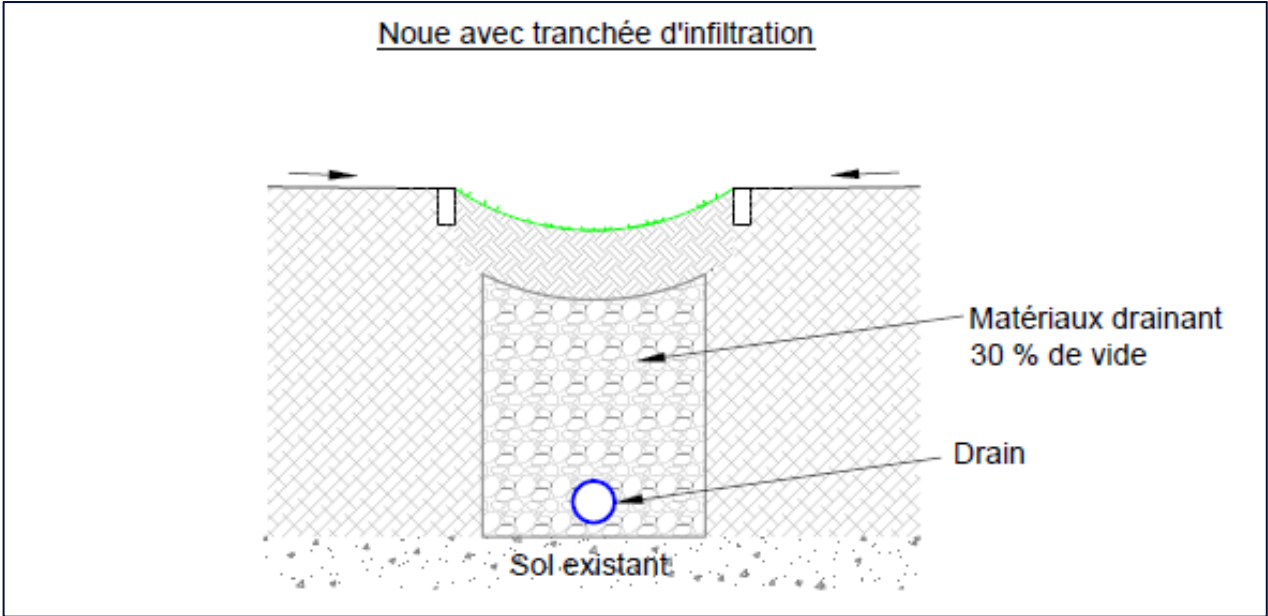 Noue avec tranchée d'infiltration
Matériaux drainant
30 % de vide
Drain
Sol existant